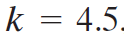 k = 4.5.